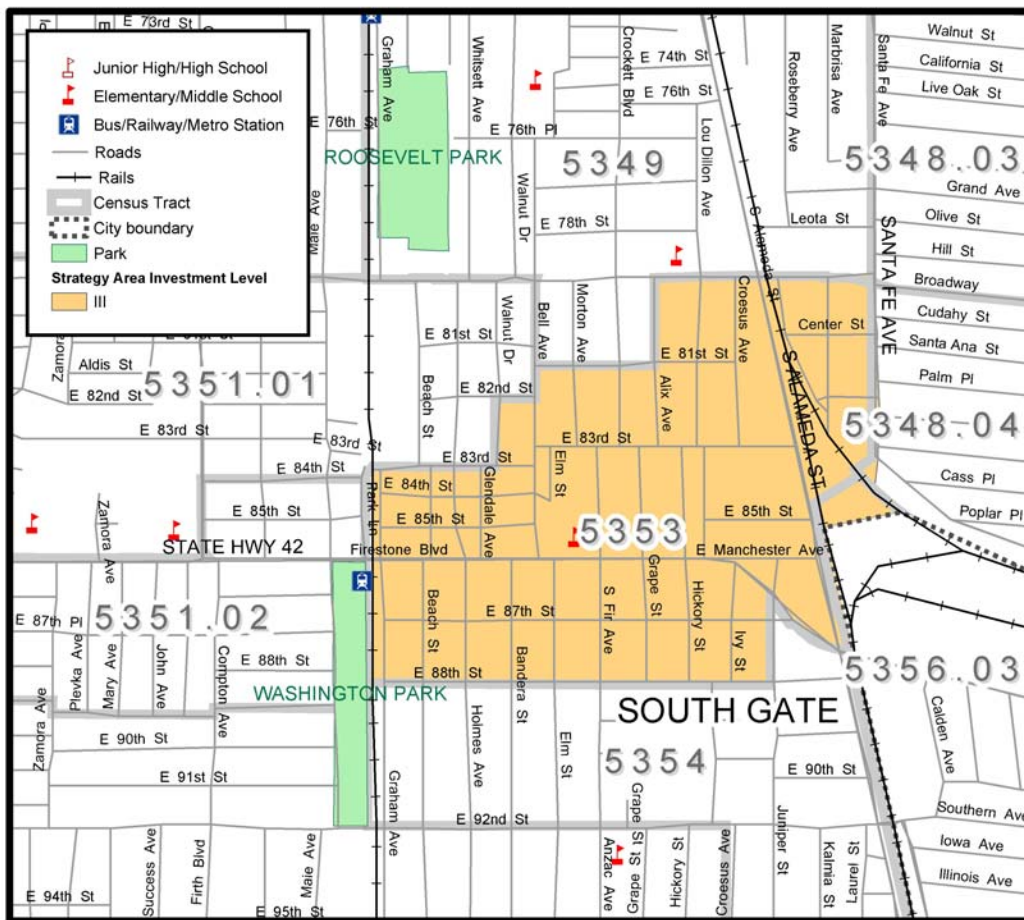 E 73rd St
Graham Ave
Whitsett Ave
Crockett Blvd
E 74th St
E 76th St
Roseberry Ave
Marbrisa Ave
Santa Fe Ave
Walnut St
California St
Live Oak St
Junior High/High School
Elementary/Middle School
Bus/Railway/Metro Station
Roads
Rails
Census Tract
City boundary
Park
Strategy Area Investment Level
III
E 76th St
E 76th Pl
ROOSEVELT PARK
5349
Lou Dillon Ave
5348.03
Grand Ave
Male Ave
Walnut Dr
E 78th St
S Alameda St
Leota St
Olive St
SANTA FE AVE
Hill St
Broadway
Walnut Dr
Bell Ave
Morton Ave
Croesus Ave
Center St
Cudahy St
E 81st St
E 81st St
Santa Ana St
Zamora
Aldis St
5351.01
E 82nd St
Beach St
E 82nd St
Alix Ave
S ALAMEDA ST
Palm Pl
E 83rd St
E 83rd St
E 83rd St
E 83rd St
5348.04
E 84th St
Park Ln
E 84th St
Glendale Ave
Elm St
Cass Pl
Zamora Ave
E 85th St
E 85th St
E 85th St
Poplar Pl
5353
STATE HWY 42
Firestone Blvd
E Manchester Ave
E 87th Pl
5351.02
Beach St
E 87th St
S Fir Ave
Grape St
Hickory St
Ivy St
Plevka Ave
Mary Ave
John Ave
Compton Ave
E 88th St
E 88th St
Bandera St
5356.03
WASHINGTON PARK
Zamora Ave
SOUTH GATE
Calden Ave
E 90th St
Holmes Ave
Elm St
5354
E 90th St
E 91st St
Graham Ave
Grape St
E 92nd St
Juniper St
Southern Ave
Success Ave
Firth Blvd
Maie Ave
Anzac Ave
Grape St
Hickory St
Croesus Ave
Kalmia St
Laurel St
Iowa Ave
Illinois Ave
E 94th St
E 95th St